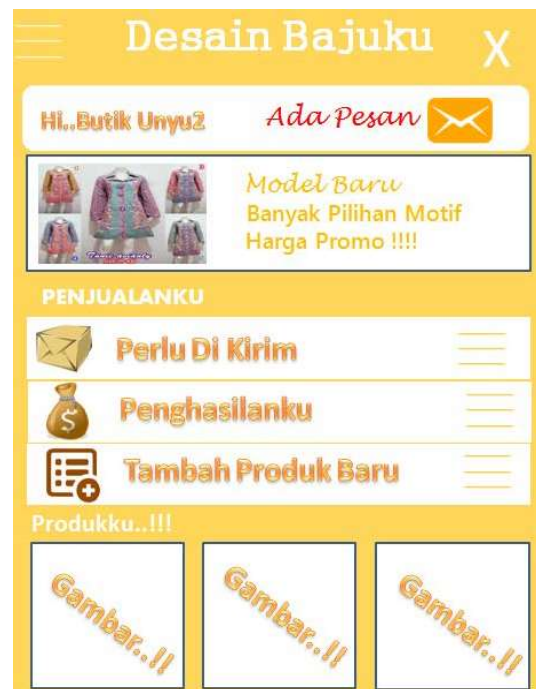 Desain Bajuku X
Hi..Butik Unyu2 Ada Pesan
Model Baru
Banyak Pilihan Motif
Harga Promo !!!!
PENJUALANKU
Perlu Di Kirim
Penghasilanku
$
Tambah Produk Baru
Produkku..!!!
Gambar..!! Gambar..!! Gambar..!!